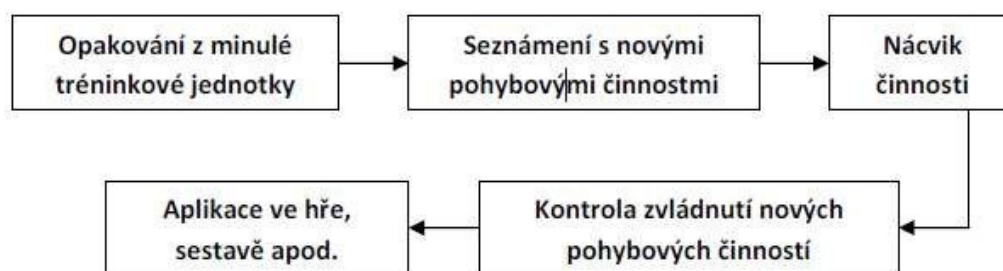 Opakování z minulé
tréninkové jednotky
Seznámení s novými
pohybovými činnostmi
Nácvik
činnosti
Kontrola zvládnutí nových
pohybových činností
Aplikace ve hře,
sestavě apod.